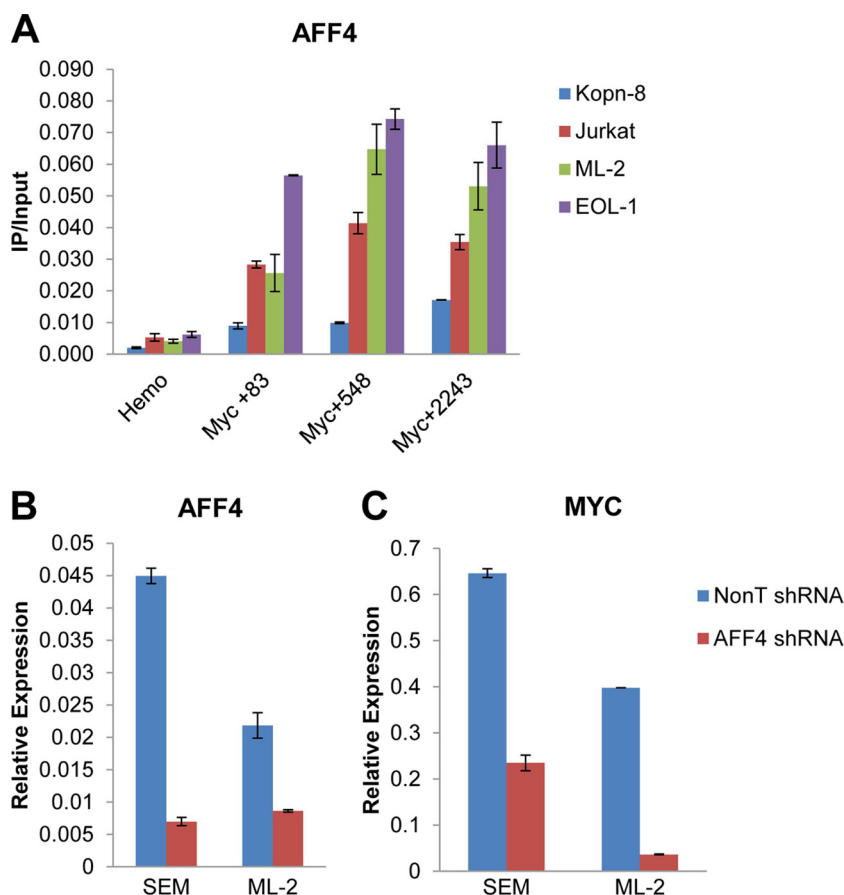 A
AFF4
IP/Input
0.090
0.080
0.070
0.060
0.050
0.040
0.030
0.020
0.010
0.000
Hemo
Myc +83
Myc+548
Myc+2243
Kopn-8
Jurkat
ML-2
EOL-1
B
AFF4
Relative Expression
0.05
0.045
0.04
0.035
0.03
0.025
0.02
0.015
0.01
0.005
0
SEM
ML-2
C
MYC
Relative Expression
0.7
0.6
0.5
0.4
0.3
0.2
0.1
0
SEM
ML-2
NonT shRNA
AFF4 shRNA